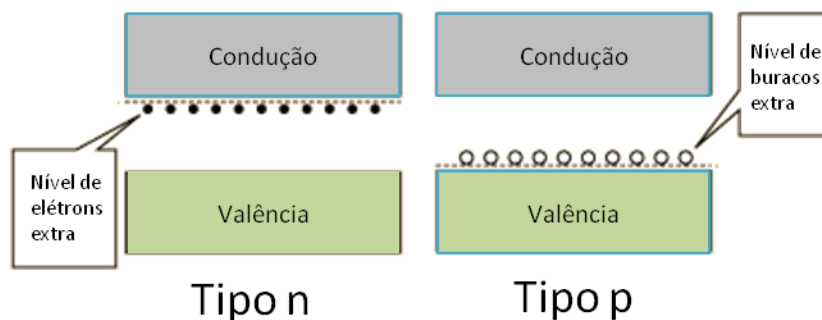 Condução
Condução
Nível de
buracos
extra
Nível de
elétrons
extra
Valência
Valência
Tipo n
Tipo p